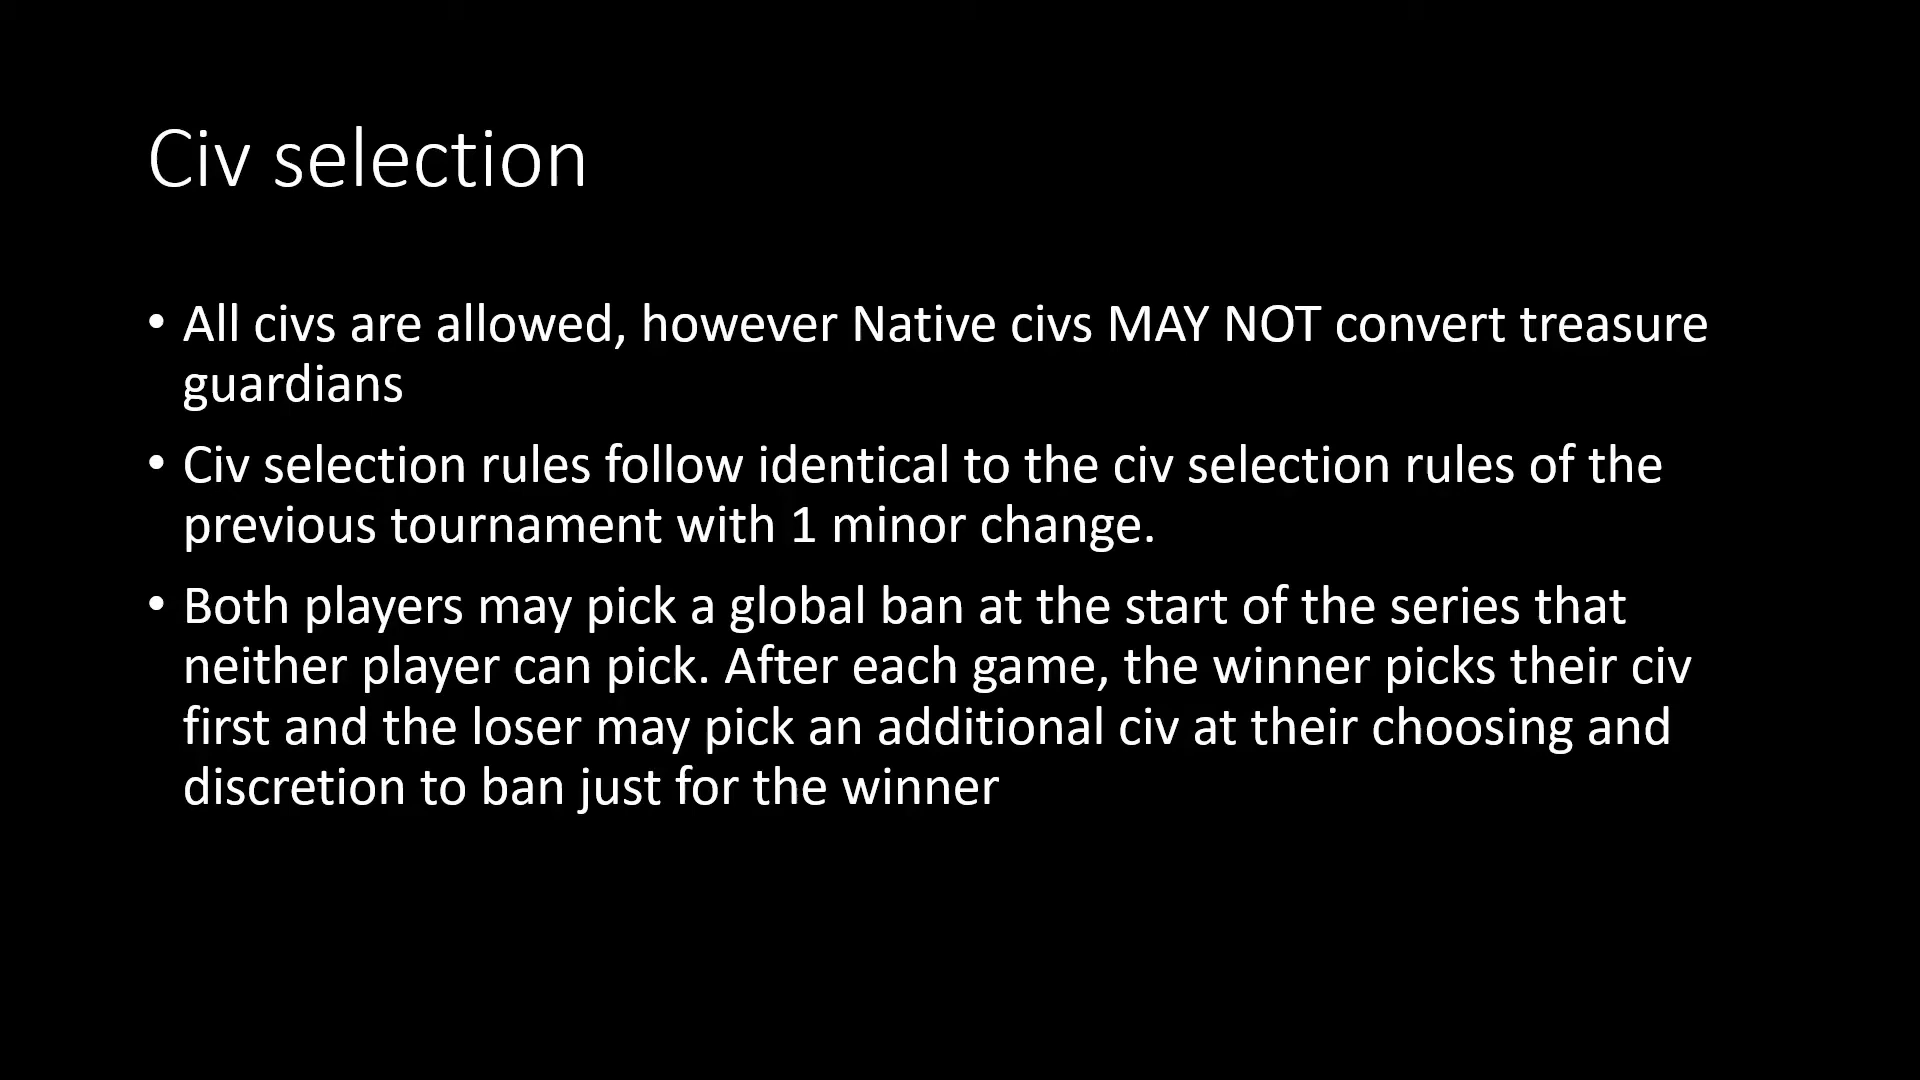 Civ selection
• All civs are allowed, however Native civs MAY NOT convert treasure
guardians
• Civ selection rules follow identical to the civ selection rules of the
previous tournament with 1 minor change.
• Both players may pick a global ban at the start of the series that
neither player can pick. After each game, the winner picks their civ
first and the loser may pick an additional civ at their choosing and
discretion to ban just for the winner